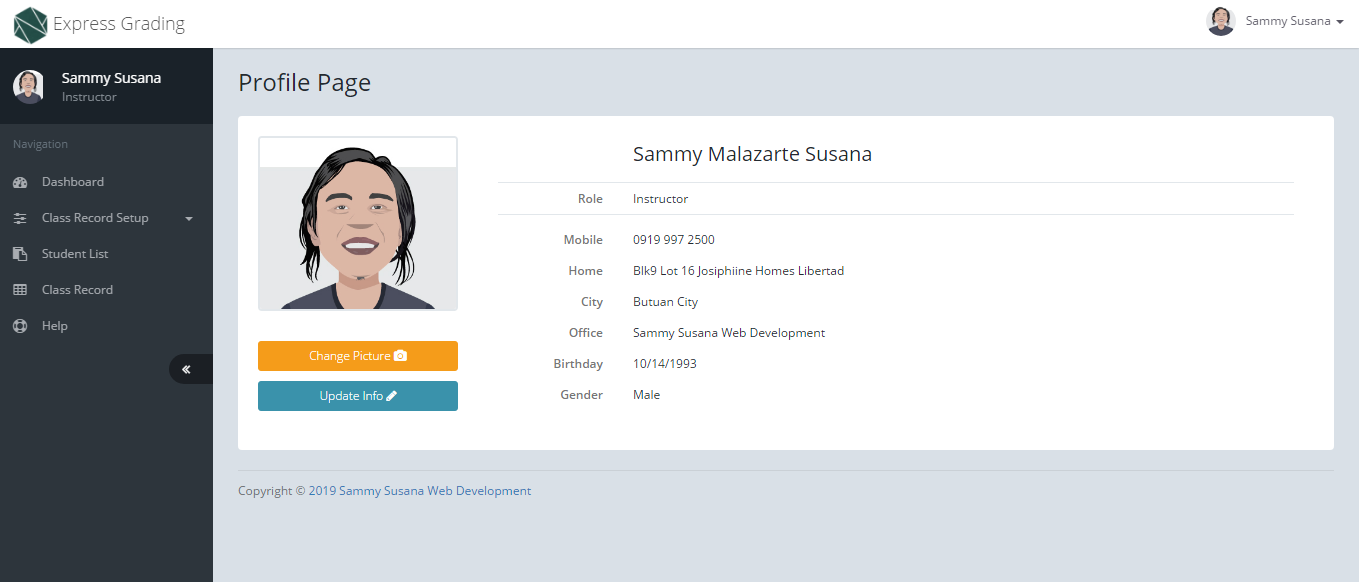 Express Grading
Sammy Susana
Sammy Susana
Instructor
Navigation
Dashboard
Class Record Setup
Student List
Class Record
Help
Profile Page
Change Picture
Update Info
Sammy Malazarte Susana
Role Instructor
Mobile 0919 997 2500
Home Blk9 Lot 16 Josiphiine Homes Libertad
City Butuan City
Office Sammy Susana Web Development
Birthday 10/14/1993
Gender Male
Copyright © 2019 Sammy Susana Web Development